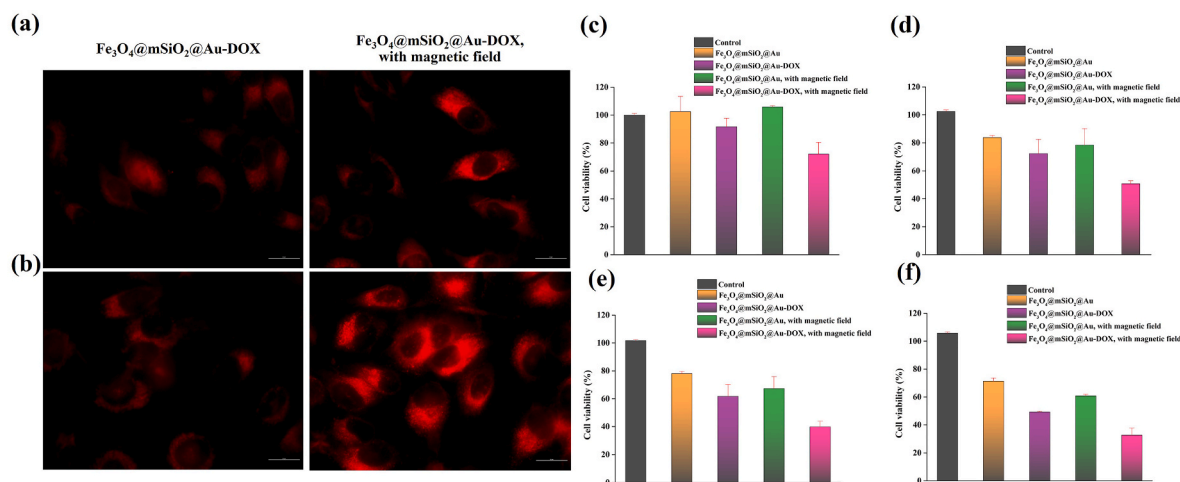 (a)
Fe₃O₄@mSiO₂@Au-DOX
Fe₃O₄@mSiO₂@Au-DOX,
with magnetic field
(b)
(c)
Control
Fe₃O₄@mSiO₂@Au
Fe₃O₄@mSiO₂@Au-DOX
Fe₃O₄@mSiO₂@Au, with magnetic field
Fe₃O₄@mSiO₂@Au-DOX, with magnetic field
Cell viability (%)
120
100
80
60
40
20
0
(d)
Control
Fe₃O₄@mSiO₂@Au
Fe₃O₄@mSiO₂@Au-DOX
Fe₃O₄@mSiO₂@Au, with magnetic field
Fe₃O₄@mSiO₂@Au-DOX, with magnetic field
Cell viability (%)
120
100
80
60
40
20
0
(e)
Control
Fe₃O₄@mSiO₂@Au
Fe₃O₄@mSiO₂@Au-DOX
Fe₃O₄@mSiO₂@Au, with magnetic field
Fe₃O₄@mSiO₂@Au-DOX, with magnetic field
Cell viability (%)
120
100
80
60
40
20
0
(f)
Control
Fe₃O₄@mSiO₂@Au
Fe₃O₄@mSiO₂@Au-DOX
Fe₃O₄@mSiO₂@Au, with magnetic field
Fe₃O₄@mSiO₂@Au-DOX, with magnetic field
Cell viability (%)
120
100
80
60
40
20
0